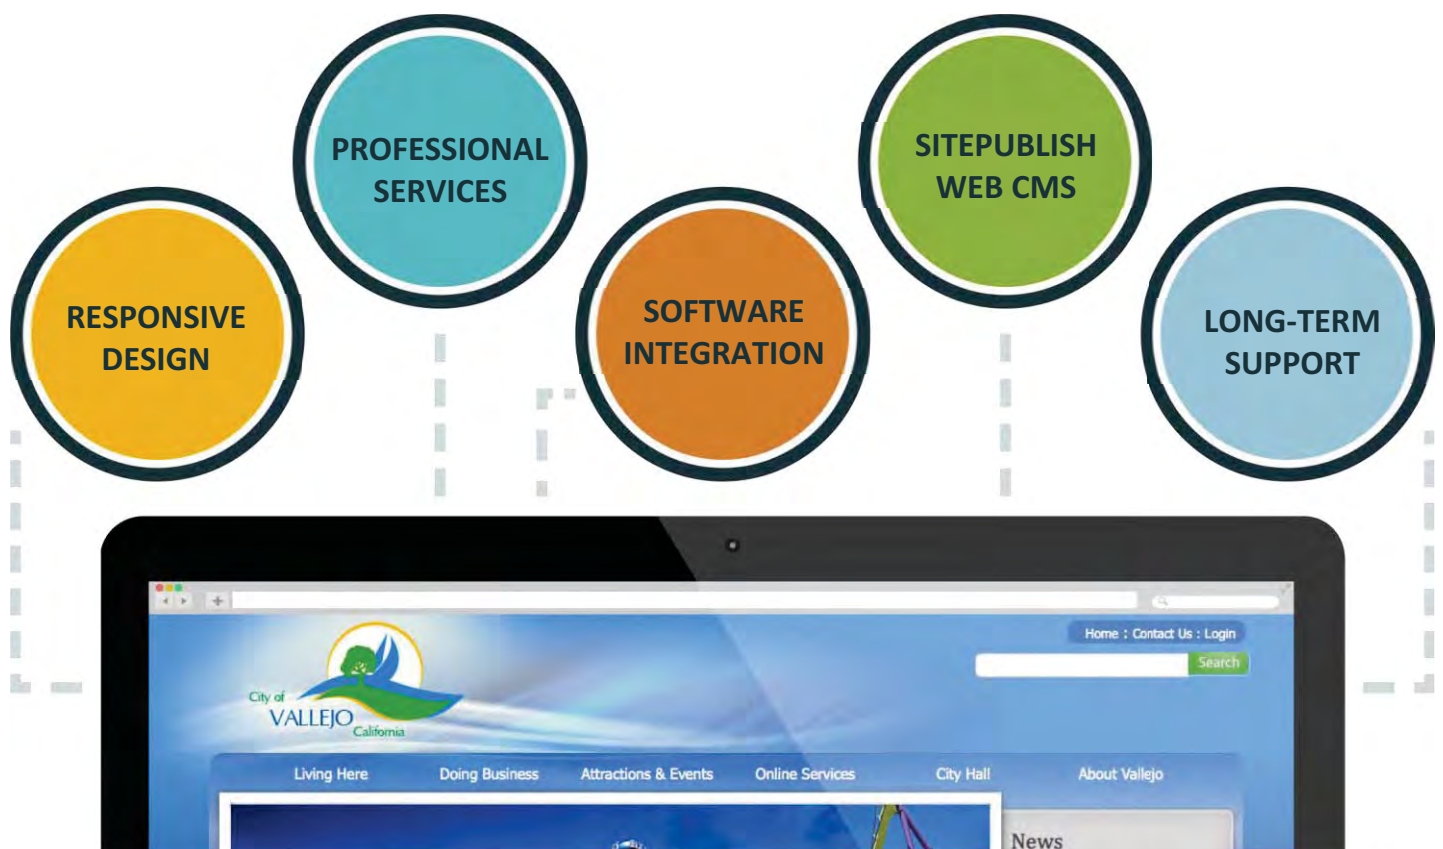 PROFESSIONAL
SERVICES
SITEPUBLISH
WEB CMS
RESPONSIVE
DESIGN
SOFTWARE
INTEGRATION
LONG-TERM
SUPPORT
Home : Contact Us : Login
Search
City of
VALLEJO
California
Living Here
Doing Business
Attractions & Events
Online Services
City Hall
About Vallejo
News